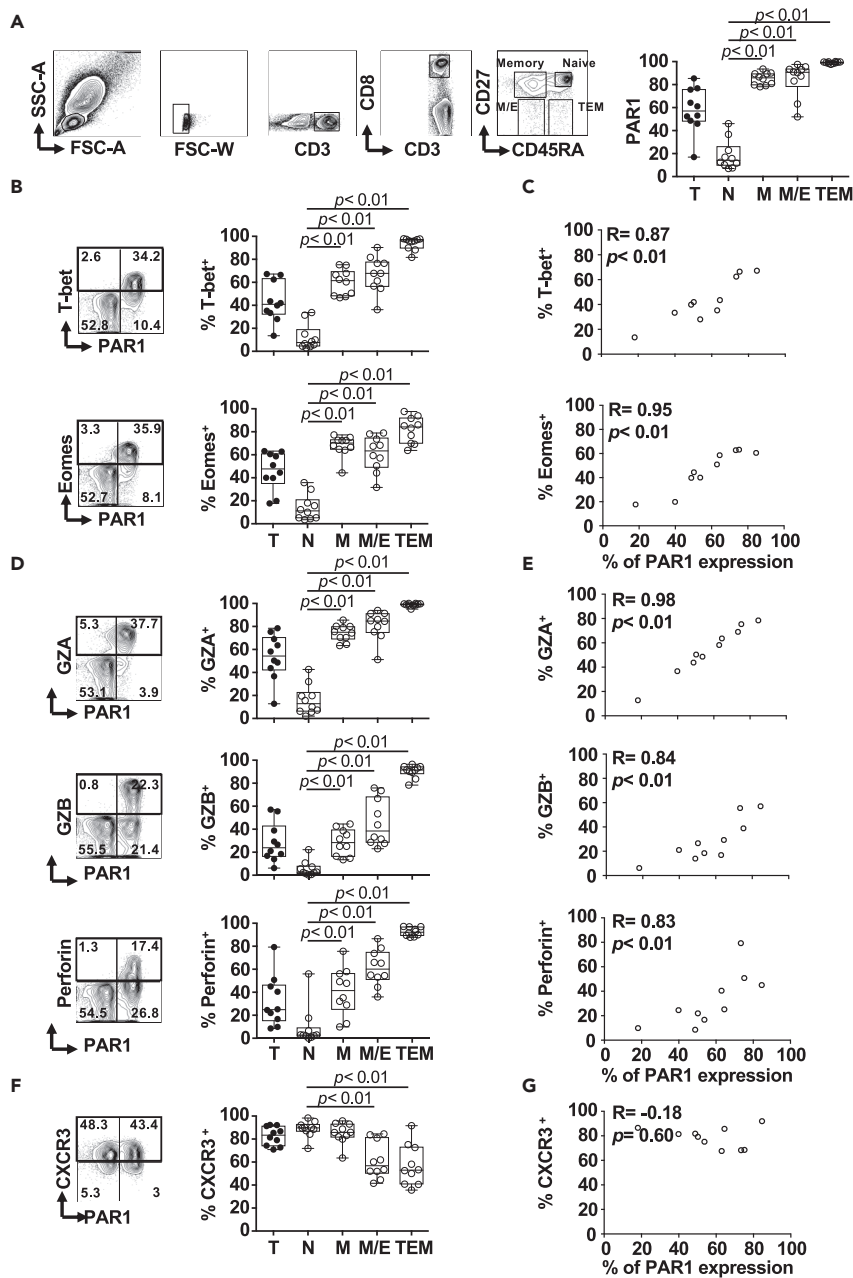 A
SSC-A
FSC-A
FSC-W
CD3
CD8
CD3
CD27
Memory Naive
M/E TEM
CD45RA
p< 0.01
p< 0.01
p< 0.01
PAR1
100
80
60
40
20
0
T N M M/E TEM
B
T-bet
2.6 34.2
52.8 10.4
PAR1
% T-bet+
100
80
60
40
20
0
p< 0.01
p< 0.01
p< 0.01
C
% T-bet+
100
80
60
40
20
0
R= 0.87
p< 0.01
Eomes
3.3 35.9
52.7 8.1
PAR1
% Eomes+
100
80
60
40
20
0
p< 0.01
p< 0.01
p< 0.01
T N M M/E TEM
% Eomes+
100
80
60
40
20
0
R= 0.95
p< 0.01
0 20 40 60 80 100
% of PAR1 expression
D
GZA
5.3 37.7
53.1 3.9
PAR1
% GZA+
100
80
60
40
20
0
p< 0.01
p< 0.01
p< 0.01
E
% GZA+
100
80
60
40
20
0
R= 0.98
p< 0.01
GZB
0.8 22.3
55.5 21.4
PAR1
% GZB+
100
80
60
40
20
0
p< 0.01
p< 0.01
p< 0.01
% GZB+
100
80
60
40
20
0
R= 0.84
p< 0.01
Perforin
1.3 17.4
54.5 26.8
PAR1
% Perforin+
100
80
60
40
20
0
p< 0.01
p< 0.01
p< 0.01
T N M M/E TEM
% Perforin+
100
80
60
40
20
0
R= 0.83
p< 0.01
0 20 40 60 80 100
% of PAR1 expression
F
CXCR3
48.3 43.4
5.3 3
PAR1
% CXCR3+
100
80
60
40
20
0
p< 0.01
p< 0.01
T N M M/E TEM
G
% CXCR3 +
100
80
60
40
20
0
R= -0.18
p= 0.60
0 20 40 60 80 100
% of PAR1 expression